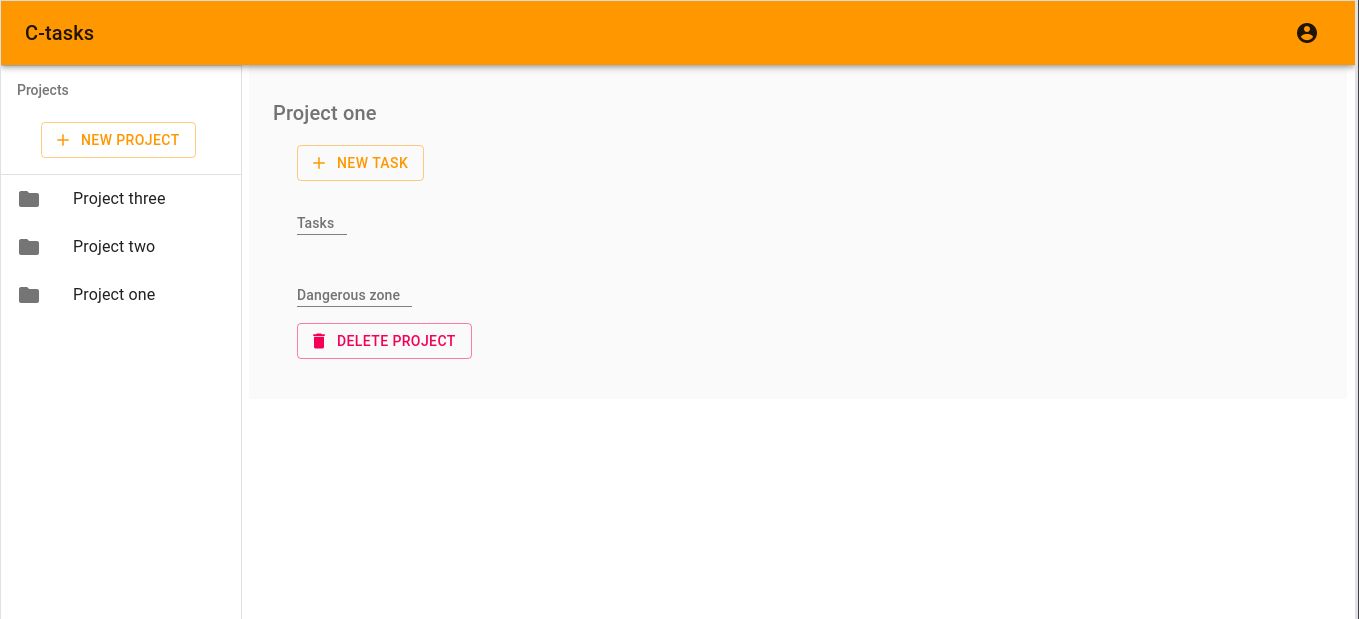 C-tasks
Projects
NEW PROJECT
Project three
Project two
Project one
Project one
NEW TASK
Tasks
Dangerous zone
DELETE PROJECT